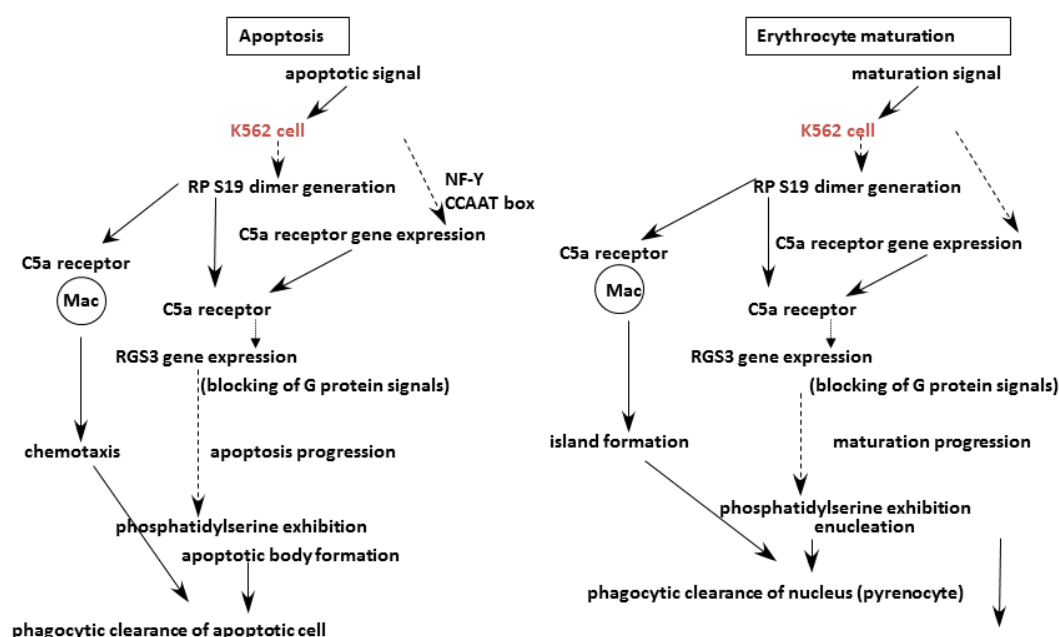 Apoptosis
apoptotic signal
K562 cell
RP S19 dimer generation
NF-Y
CCAAT box
C5a receptor gene expression
C5a receptor
Mac
C5a receptor
RGS3 gene expression
(blocking of G protein signals)
chemotaxis
apoptosis progression
phosphatidylserine exhibition
apoptotic body formation
phagocytic clearance of apoptotic cell
Erythrocyte maturation
maturation signal
K562 cell
RP S19 dimer generation
C5a receptor gene expression
C5a receptor
Mac
C5a receptor
RGS3 gene expression
(blocking of G protein signals)
island formation
maturation progression
phosphatidylserine exhibition
enucleation
phagocytic clearance of nucleus (pyrenocyte)